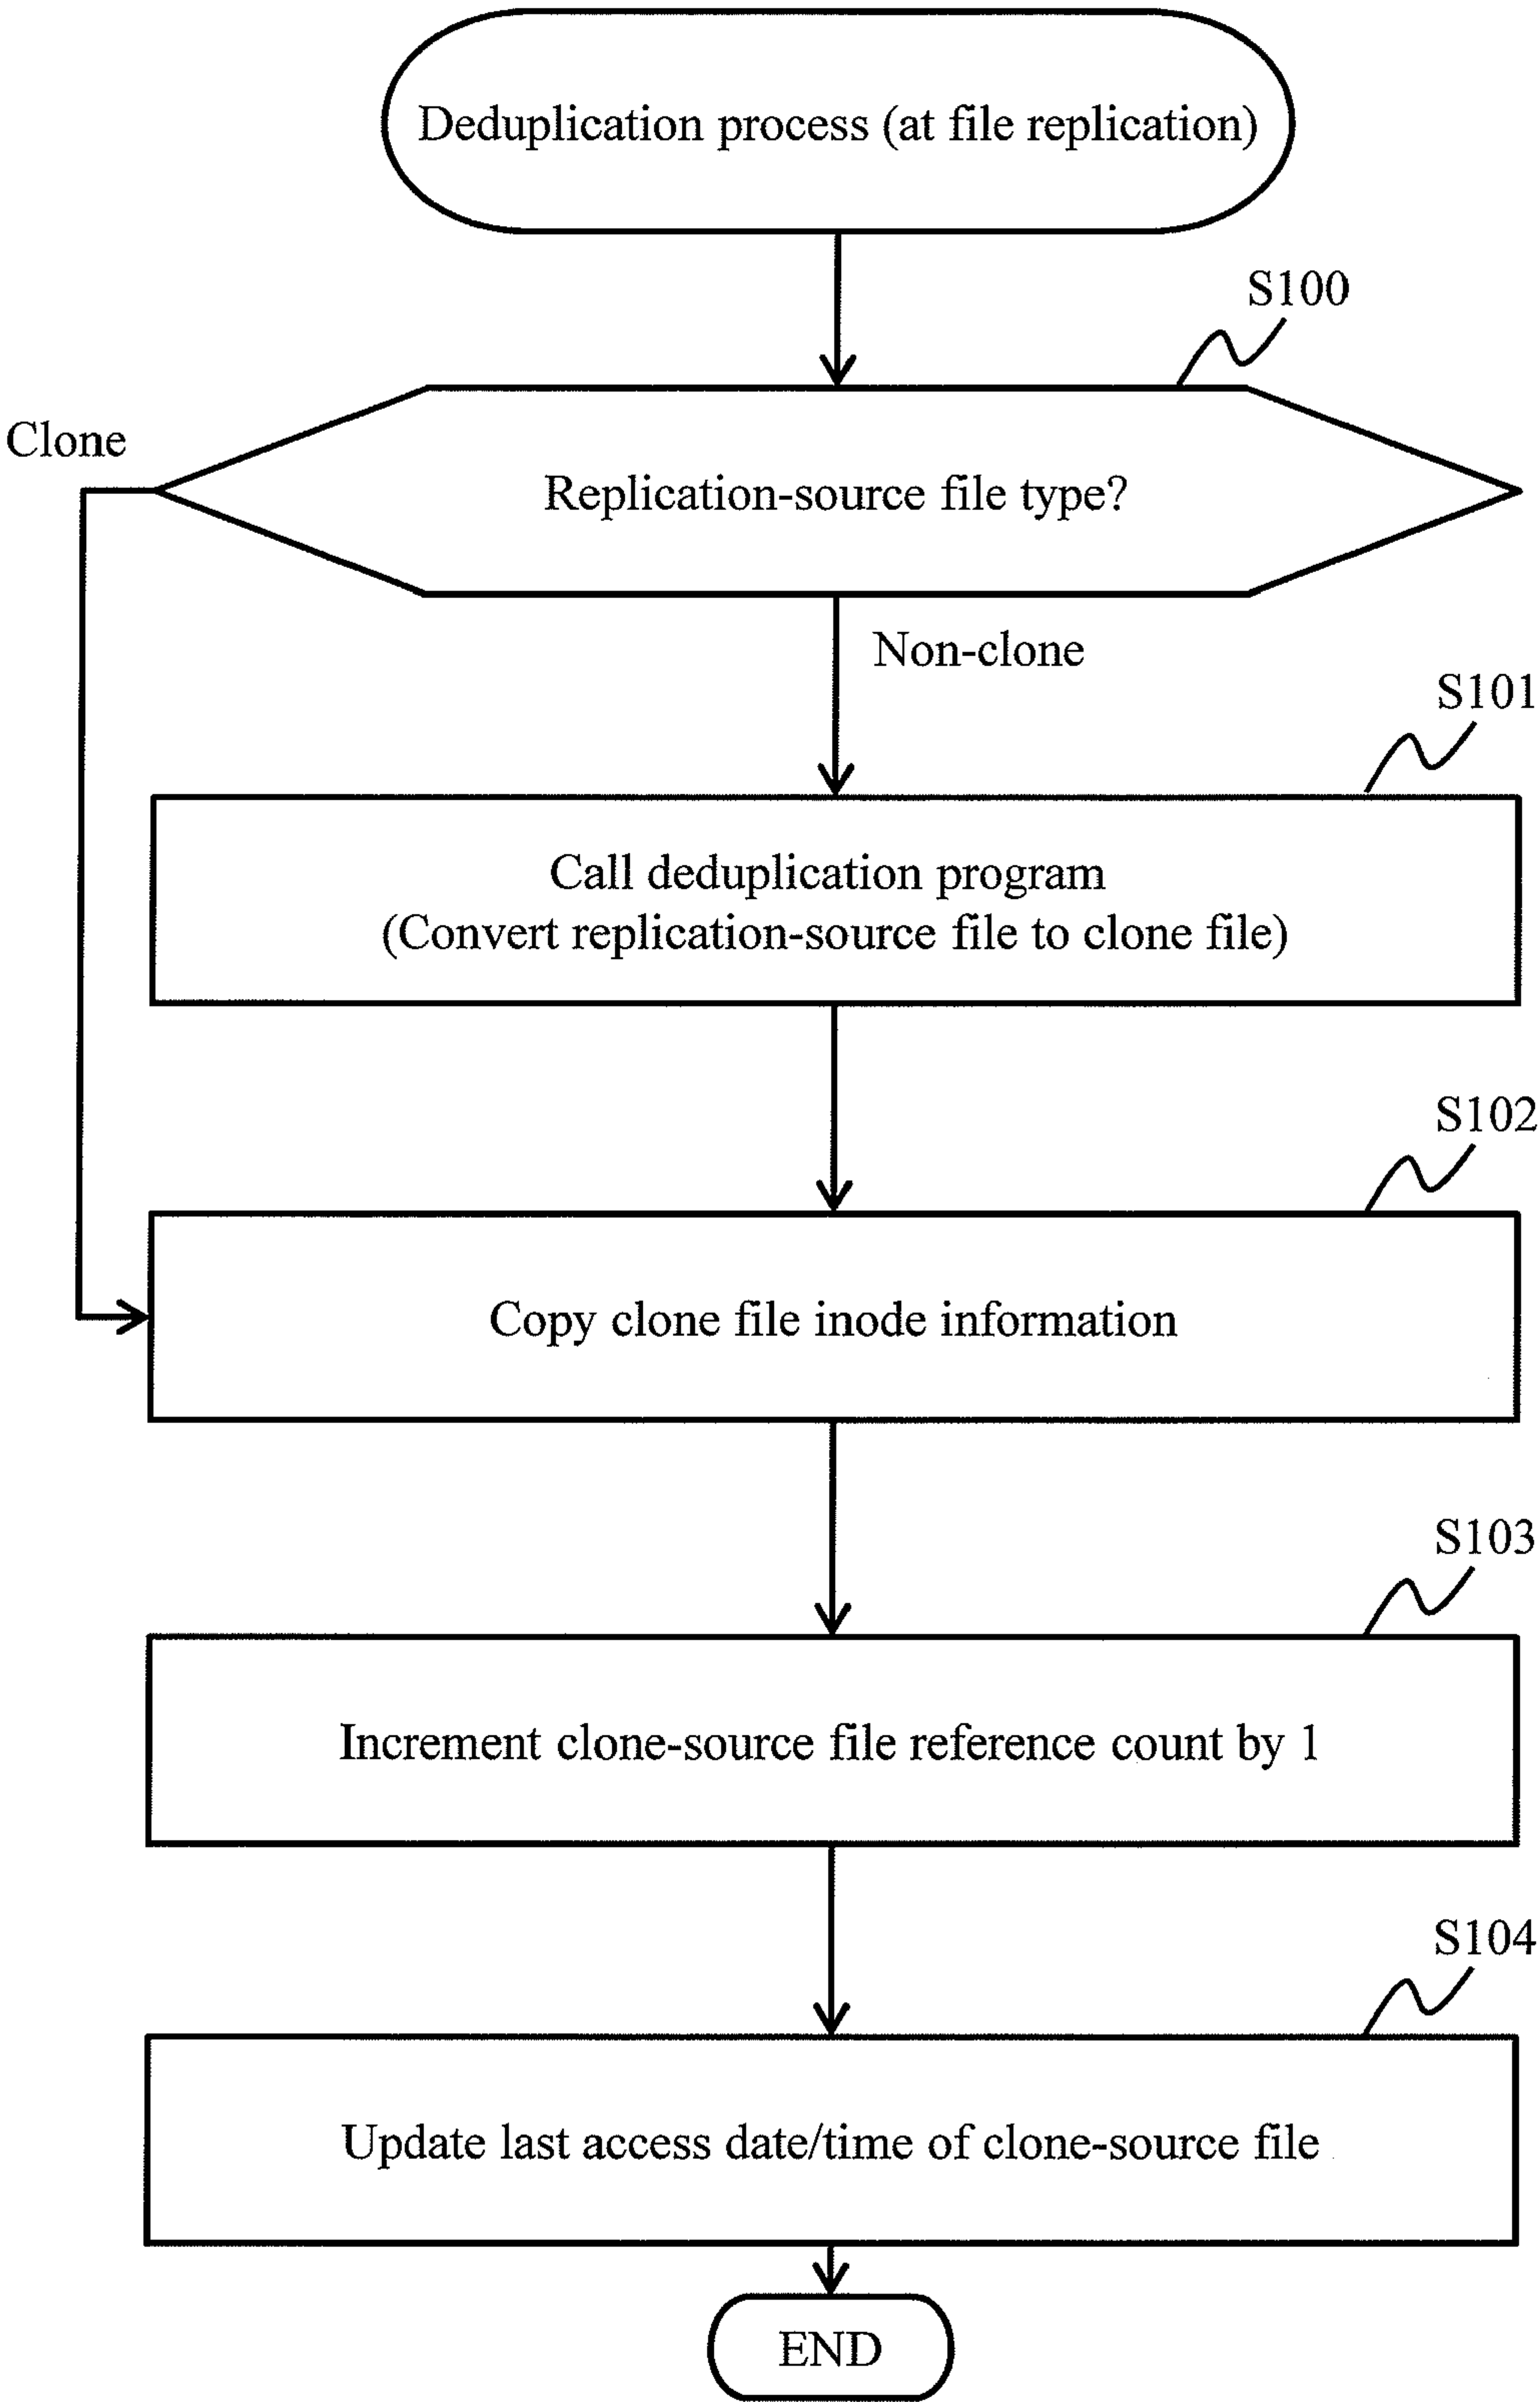 Deduplication process (at file replication)
S100
Clone
Replication-source file type?
Non-clone
S101
Call deduplication program
(Convert replication-source file to clone file)
S102
Copy clone file inode information
S103
Increment clone-source file reference count by 1
S104
Update last access date/time of clone-source file
END